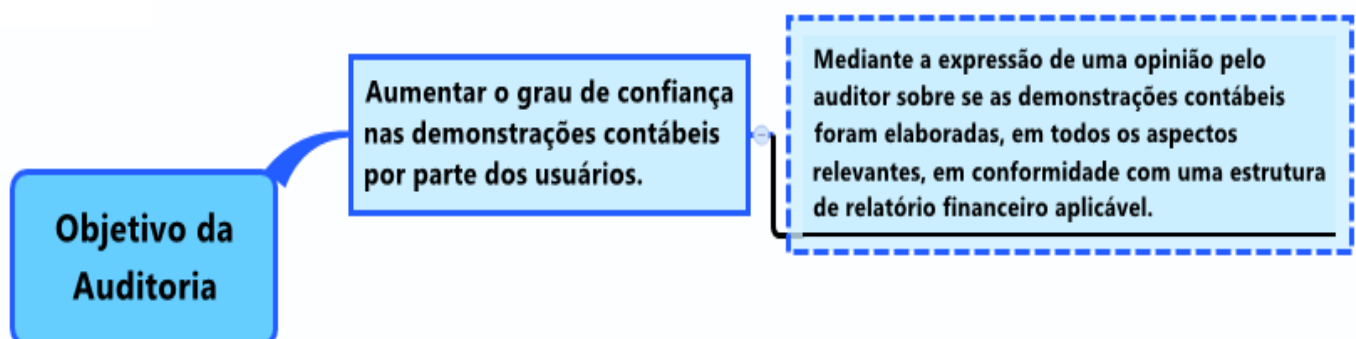 Objetivo da
Auditoria
Aumentar o grau de confiança
nas demonstrações contábeis
por parte dos usuários.
Mediante a expressão de uma opinião pelo
auditor sobre se as demonstrações contábeis
foram elaboradas, em todos os aspectos
relevantes, em conformidade com uma estrutura
de relatório financeiro aplicável.